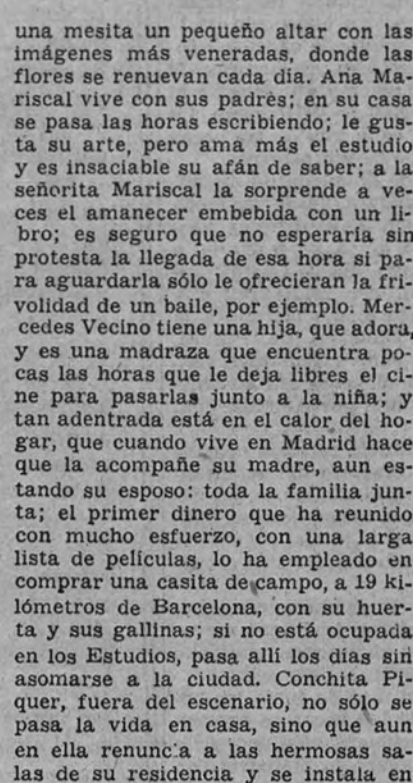 una mesita un pequeño altar con las
imágenes más veneradas, donde las
flores se renuevan cada dia. Ana Ma-
riscal vive con sus padres; en su casa
se pasa las horas escribiendo; le gus-
ta su arte, pero ama más el estudio
y es insaciable su afán de saber; a la
señorita Mariscal la sorprende a ve-
ces el amanecer embebida con un li-
bro; es seguro que no esperaría sin
protesta la llegada de esa hora si pa-
ra aguardarla sólo le ofrecieran la fri-
volidad de un baile, por ejemplo. Mer-
cedes Vecino tiene una hija, que adora,
y es una madraza que encuentra po-
cas las horas que le deja libres el ci-
ne para pasarlas junto a la niña; y
tan adentrada está en el calor del ho-
gar, que cuando vive en Madrid hace
que la acompañe su madre, aun es-
tando su esposo: toda la familia jun-
ta; el primer dinero que ha reunido
con mucho esfuerzo, con una larga
lista de películas, lo ha empleado en
comprar una casita de campo, a 19 ki-
lómetros de Barcelona, con su huer-
ta y sus gallinas; si no está ocupada
en los Estudios, pasa allí los días sin
asomarse a la ciudad. Conchita Pi-
quer, fuera del escenario, no sólo se
pasa la vida en casa, sino que aun
en ella renuncia a las hermosas sa-
las de su residencia y se instala en